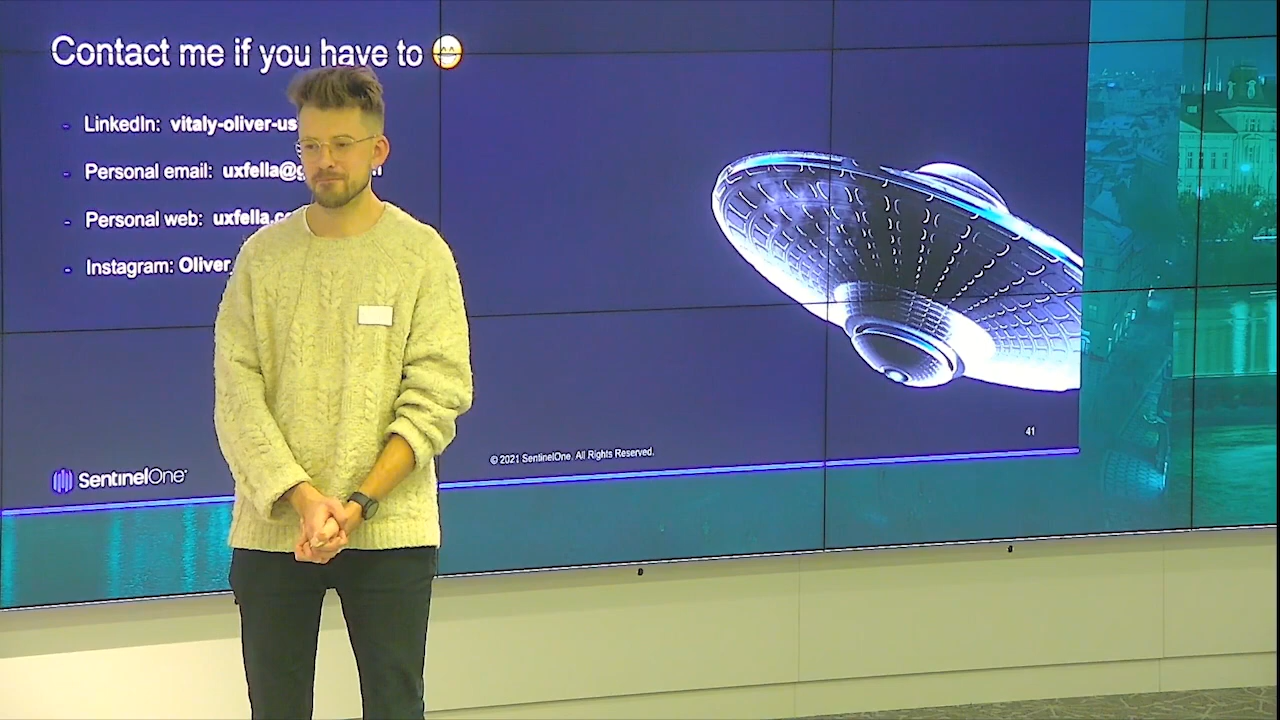 Contact me if you have to 😁
- LinkedIn: vitaly-oliver-us
- Personal email: uxfella@g
- Personal web: uxfella.c
- Instagram: Oliver
41
© 2021 SentinelOne. All Rights Reserved.
SentinelOne